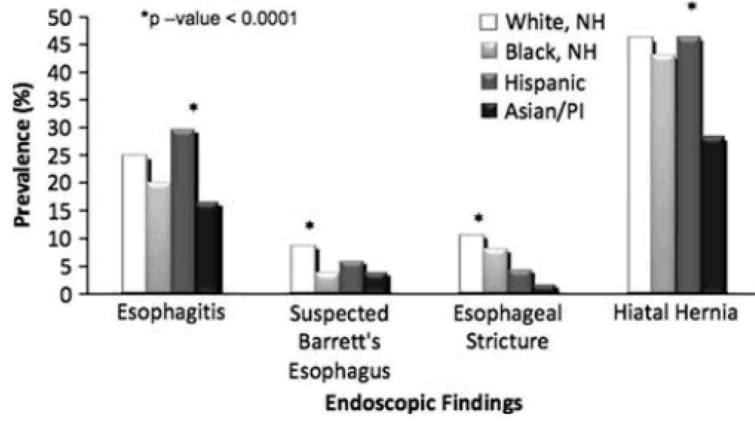 *p –value < 0.0001
White, NH
Black, NH
Hispanic
Asian/PI
Prevalence (%)
50
45
40
35
30
25
20
15
10
5
0
*
*
*
*
Esophagitis
Suspected
Barrett's
Esophagus
Esophageal
Stricture
Hiatal Hernia
Endoscopic Findings